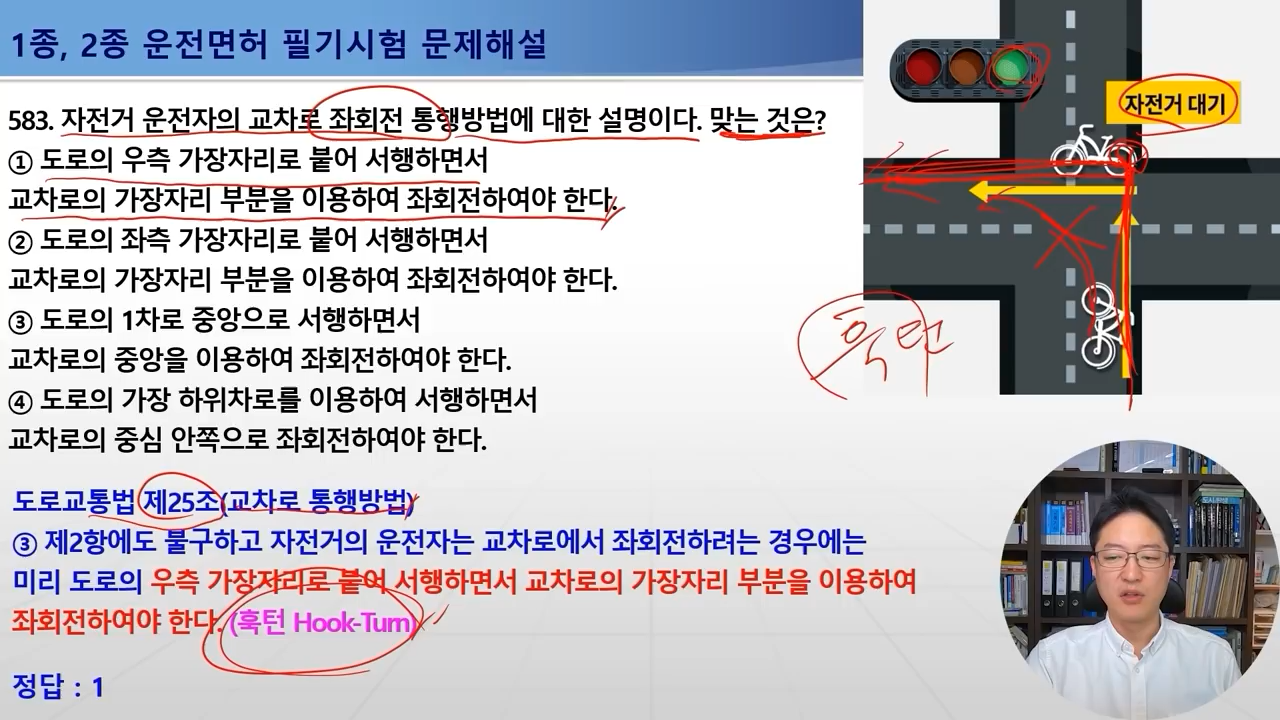 1종, 2종 운전면허 필기시험 문제해설
583. 자전거 운전자의 교차로 좌회전 통행방법에 대한 설명이다. 맞는 것은?
① 도로의 우측 가장자리로 붙어 서행하면서
교차로의 가장자리 부분을 이용하여 좌회전하여야 한다.
② 도로의 좌측 가장자리로 붙어 서행하면서
교차로의 가장자리 부분을 이용하여 좌회전하여야 한다.
③ 도로의 1차로 중앙으로 서행하면서
교차로의 중앙을 이용하여 좌회전하여야 한다.
④ 도로의 가장 하위차로를 이용하여 서행하면서
교차로의 중심 안쪽으로 좌회전하여야 한다.
도로교통법 제25조(교차로 통행방법)
③ 제2항에도 불구하고 자전거의 운전자는 교차로에서 좌회전하려는 경우에는
미리 도로의 우측 가장자리로 붙어 서행하면서 교차로의 가장자리 부분을 이용하여
좌회전하여야 한다. (훅턴 Hook-Turn)
정답 : 1
자전거 대기
훅턴